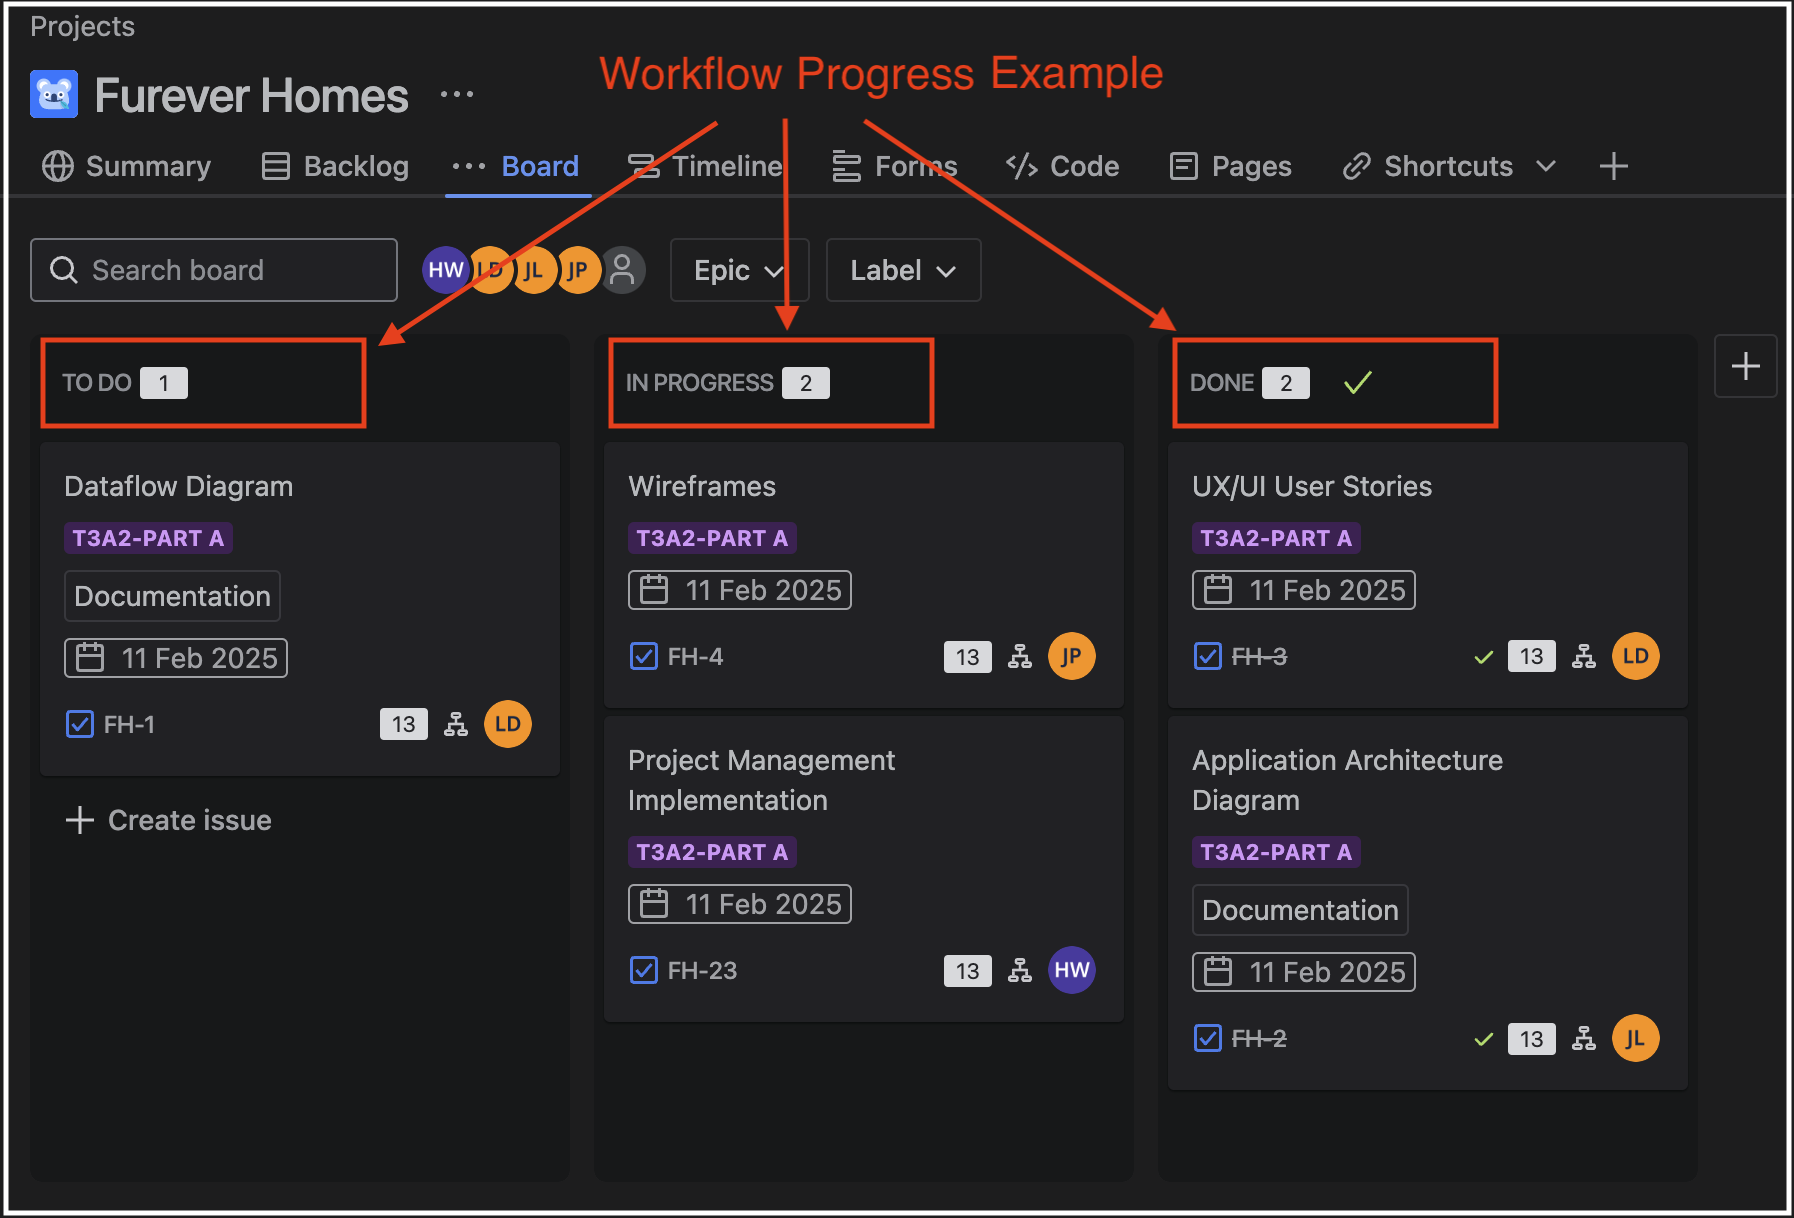 Projects
Workflow Progress Example
Furever Homes
Summary Backlog Board Timeline Forms Code Pages Shortcuts
Search board HW LD JL JP Epic Label
TO DO 1
Dataflow Diagram
T3A2-PART A
Documentation
11 Feb 2025
FH-1 13 LD
Create issue
IN PROGRESS 2
Wireframes
T3A2-PART A
11 Feb 2025
FH-4 13 JP
Project Management
Implementation
T3A2-PART A
11 Feb 2025
FH-23 13 HW
DONE 2
UX/UI User Stories
T3A2-PART A
11 Feb 2025
FH-3 13 LD
Application Architecture
Diagram
T3A2-PART A
Documentation
11 Feb 2025
FH-2 13 JL